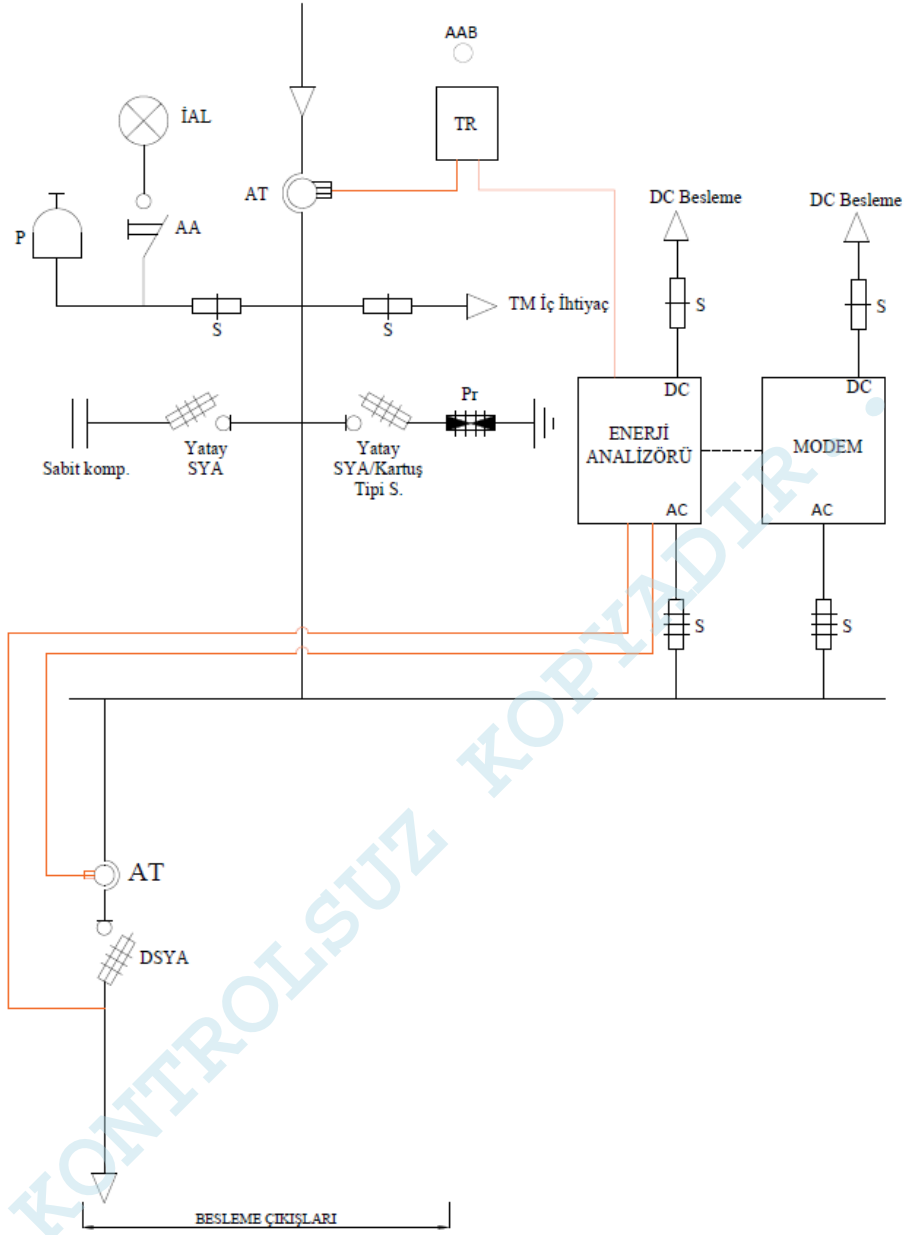 AAB
TR
İAL
AT
P
AA
DC Besleme
DC Besleme
S
S
TM İç İhtiyaç
S
S
Sabit komp.
Yatay
SYA
Yatay
SYA/Kartuş
Tipi S.
Pr
DC
ENERJİ
ANALİZÖRÜ
AC
DC
MODEM
AC
S
S
AT
DSYA
BESLEME ÇIKIŞLARI
KONTROLSUZ KOPYADIR.